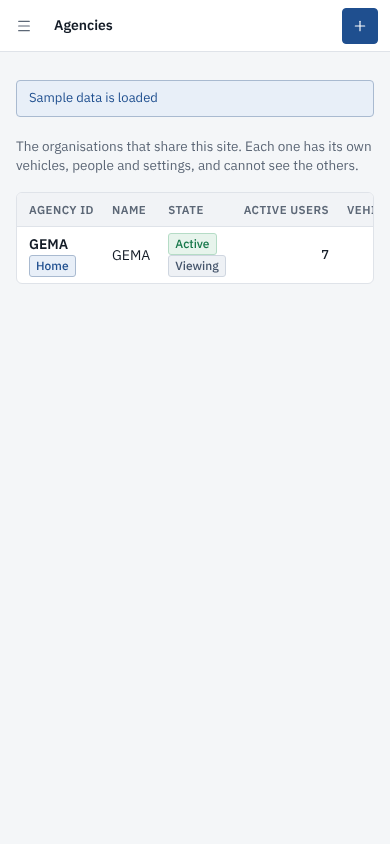 Agencies
Sample data is loaded
The organisations that share this site. Each one has its own
vehicles, people and settings, and cannot see the others.
AGENCY ID NAME STATE ACTIVE USERS VEHI
GEMA GEMA Active 7
Home Viewing